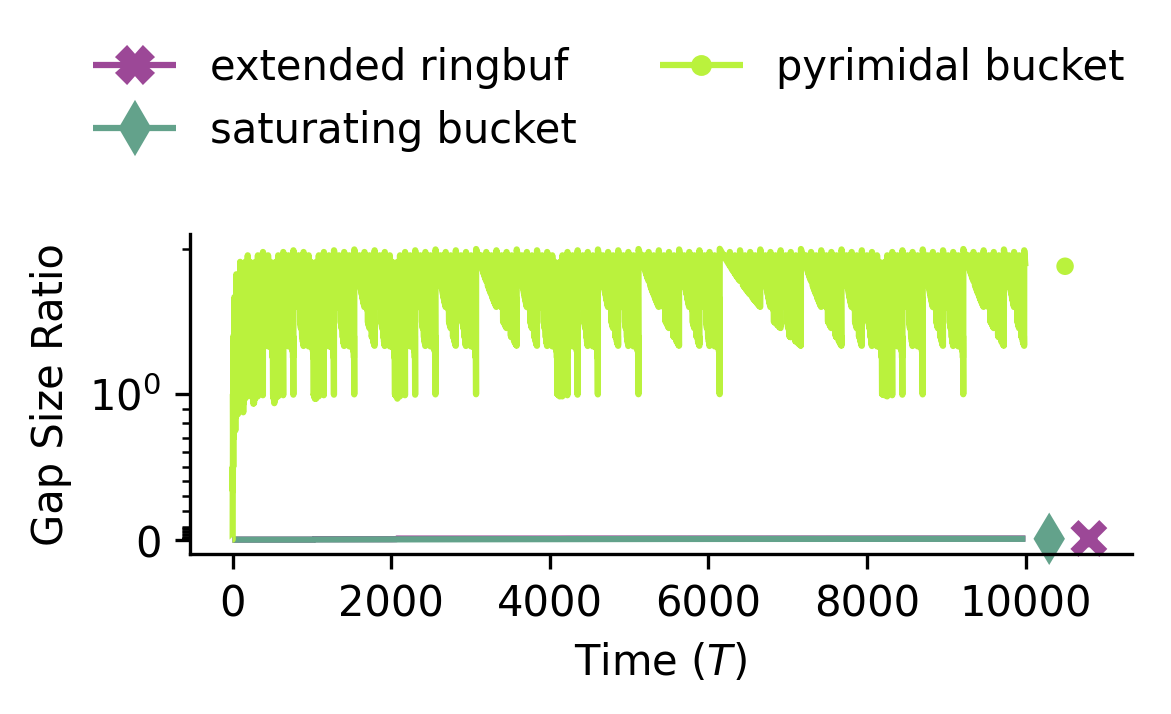 extended ringbuf
pyrimidal bucket
saturating bucket
Gap Size Ratio
10⁰
0
0 2000 4000 6000 8000 10000
Time (T)